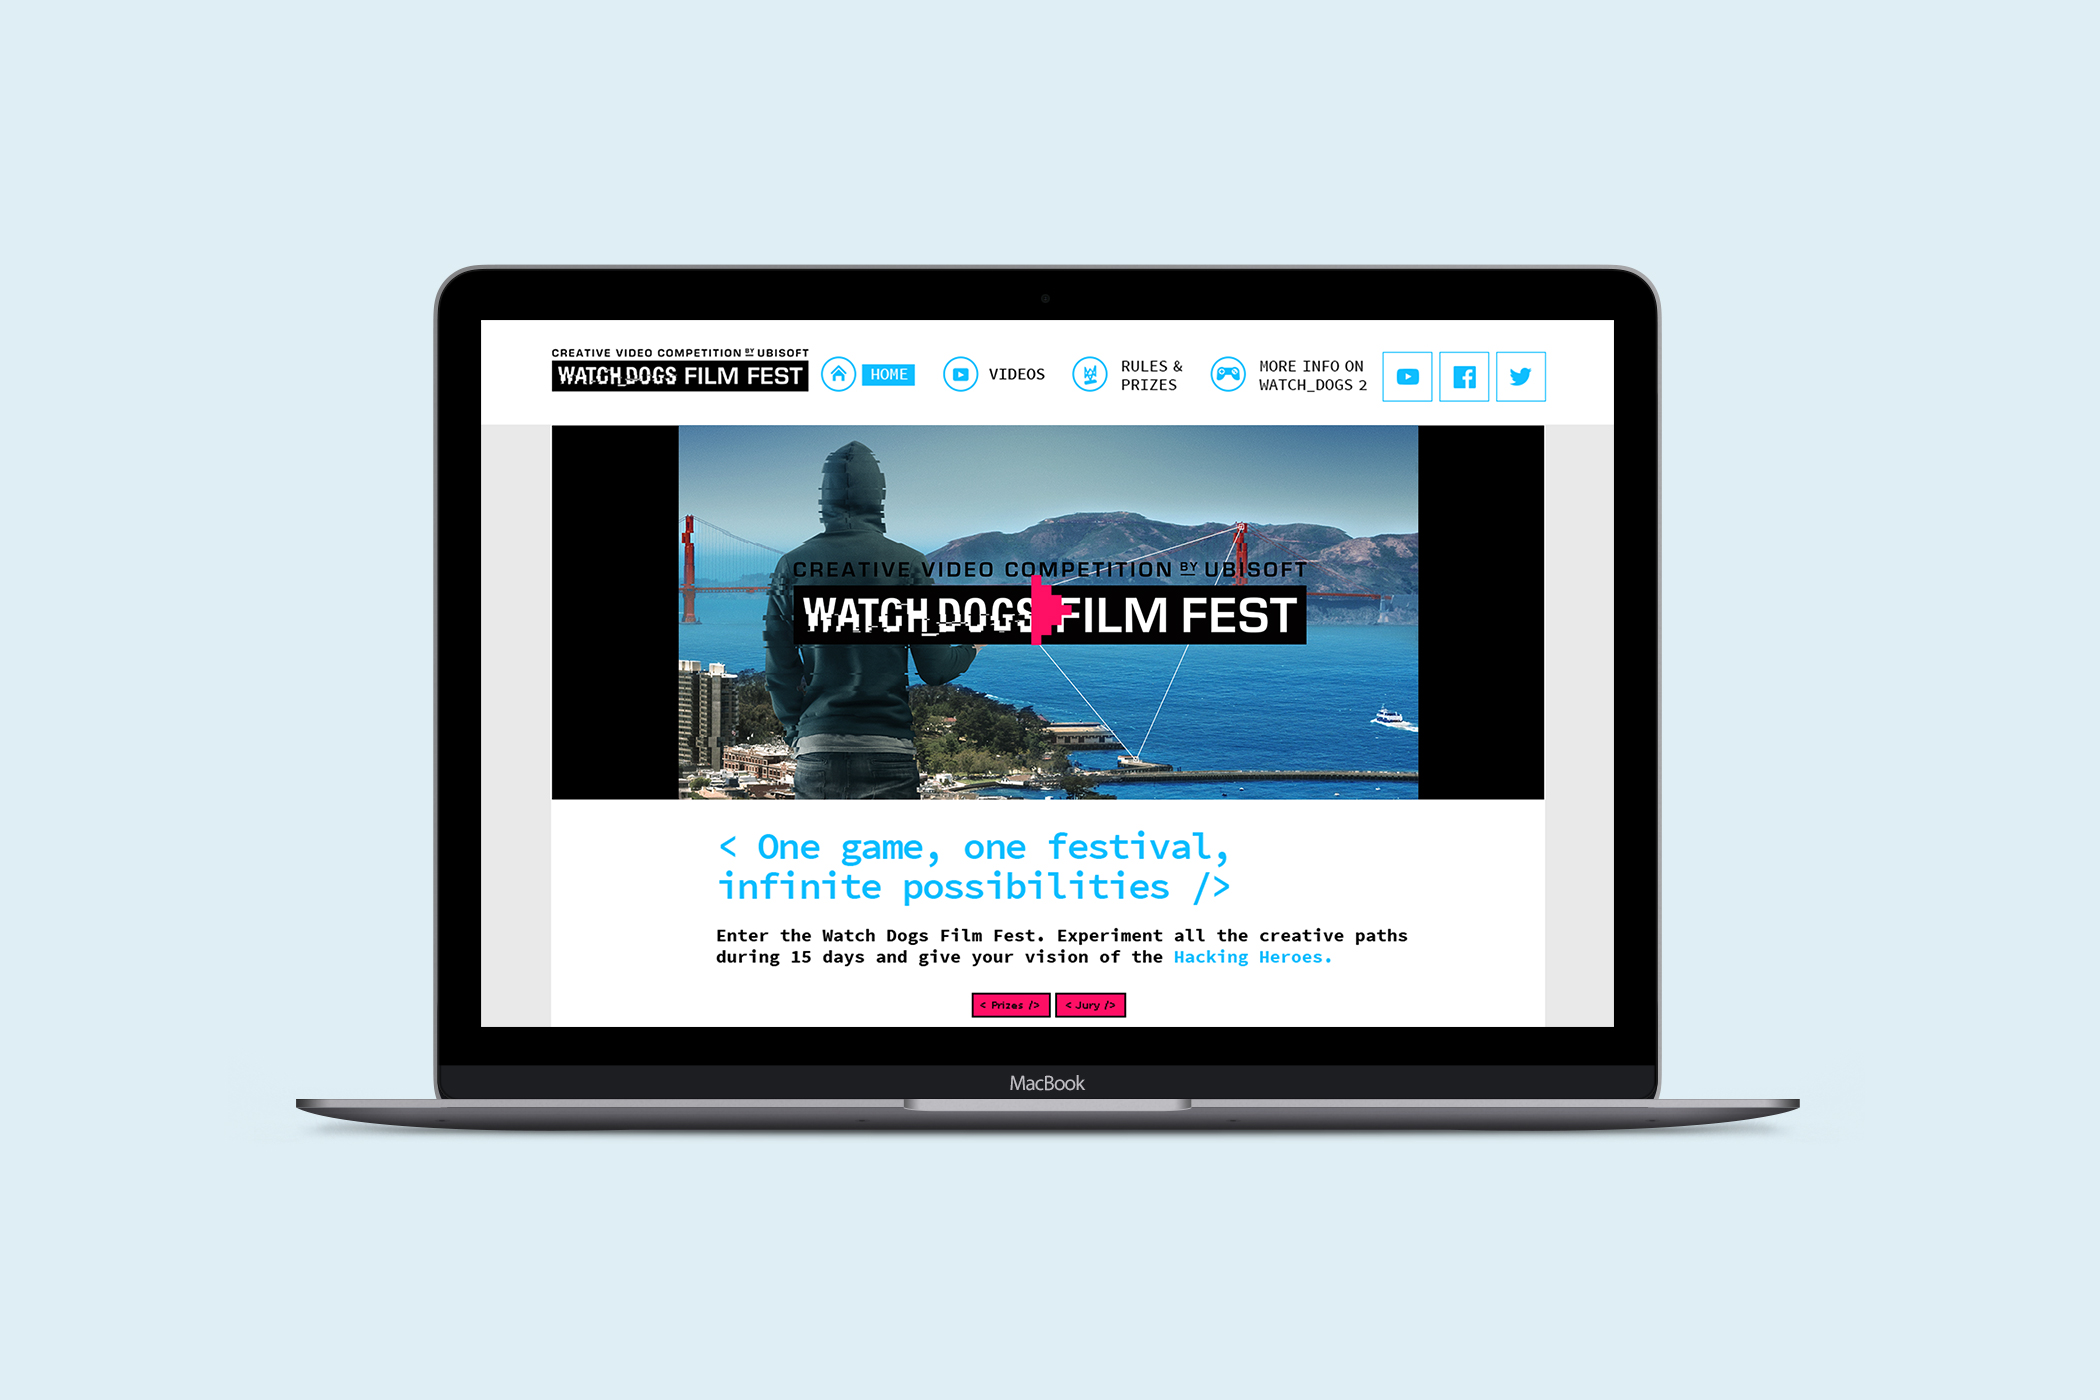 CREATIVE VIDEO COMPETITION BY UBISOFT
WATCH_DOGS FILM FEST
HOME
VIDEOS
RULES &
PRIZES
MORE INFO ON
WATCH_DOGS 2
CREATIVE VIDEO COMPETITION BY UBISOFT
WATCH_DOGS FILM FEST
< One game, one festival,
infinite possibilities />
Enter the Watch Dogs Film Fest. Experiment all the creative paths
during 15 days and give your vision of the Hacking Heroes.
< Prizes />
< Jury />
MacBook